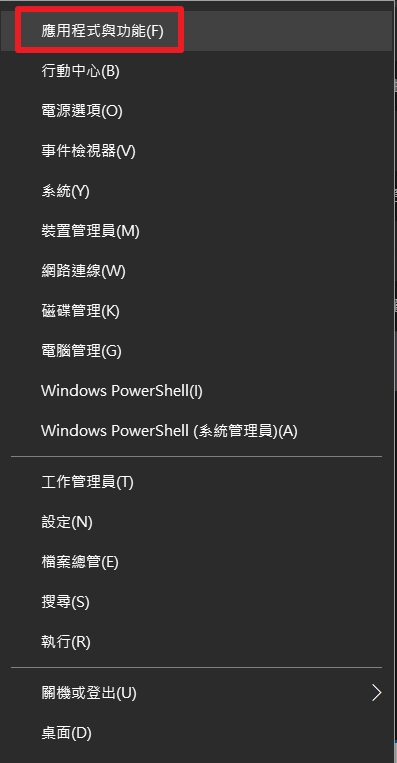 應用程式與功能(F)
行動中心(B)
電源選項(O)
事件檢視器(V)
系統(Y)
裝置管理員(M)
網路連線(W)
磁碟管理(K)
電腦管理(G)
Windows PowerShell(I)
Windows PowerShell (系統管理員)(A)
工作管理員(T)
設定(N)
檔案總管(E)
搜尋(S)
執行(R)
關機或登出(U)
桌面(D)